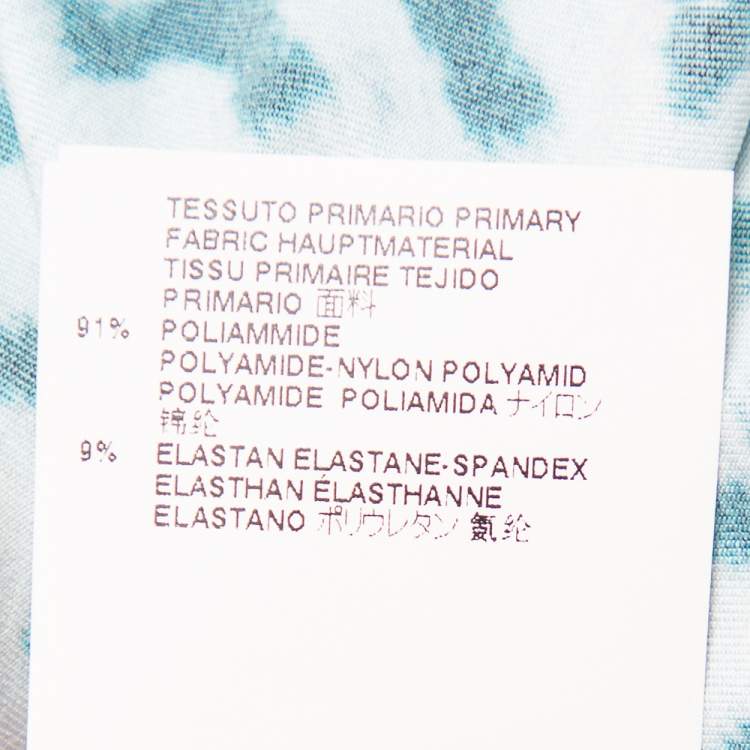 TESSUTO PRIMARIO PRIMARY
FABRIC HAUPTMATERIAL
TISSU PRIMAIRE TEJIDO
PRIMARIO 面料
91% POLIAMMIDE
POLYAMIDE-NYLON POLYAMID
POLYAMIDE POLIAMIDA ナイロン
锦纶
9% ELASTAN ELASTANE-SPANDEX
ELASTHAN ÉLASTHANNE
ELASTANO ポリウレタン 氨纶